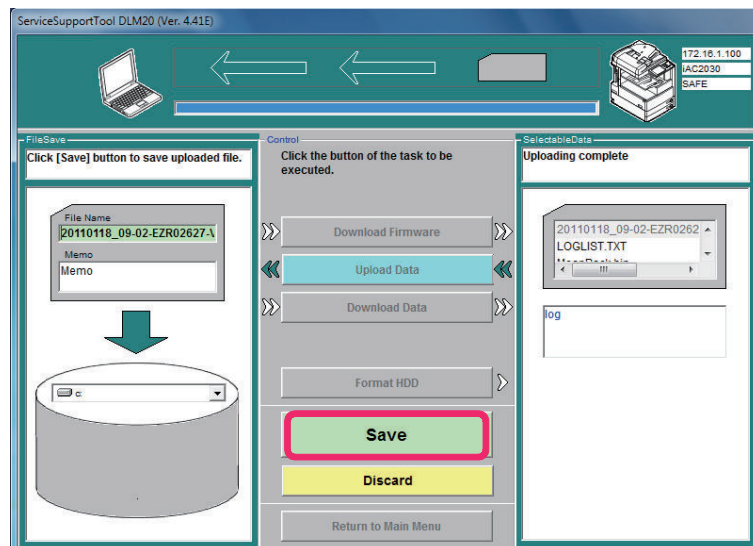 ServiceSupportTool DLM20 (Ver. 4.41E)
172.16.1.100
iAC2030
SAFE
FileSave
Click [Save] button to save uploaded file.
File Name
20110118_09-02-EZR02627-\
Memo
Memo
c:
Control
Click the button of the task to be
executed.
Download Firmware
Upload Data
Download Data
Format HDD
Save
Discard
Return to Main Menu
SelectableData
Uploading complete
20110118_09-02-EZR0262
LOGLIST.TXT
log